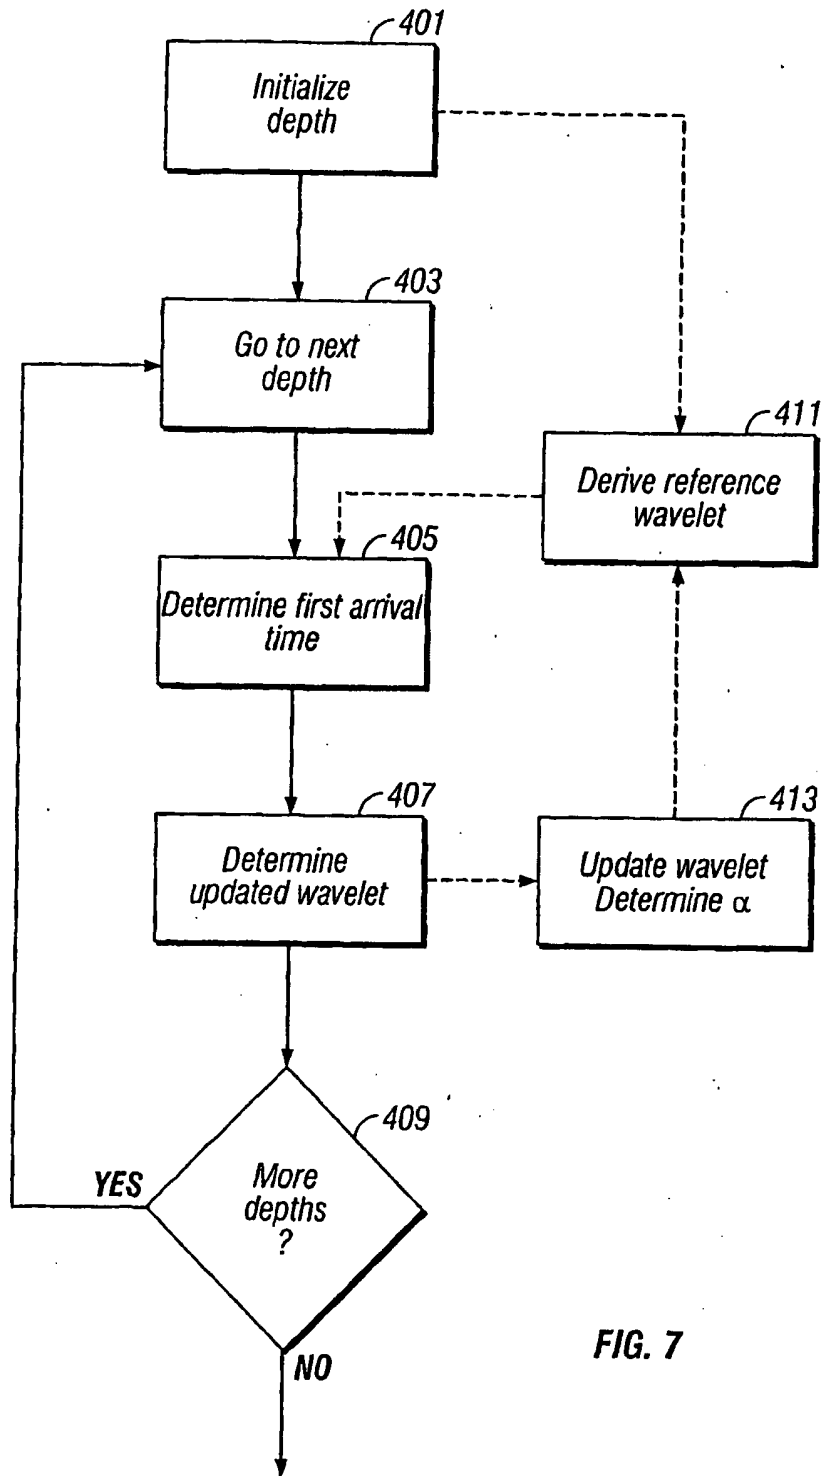 401
Initialize
depth
403
Go to next
depth
411
Derive reference
wavelet
405
Determine first arrival
time
407
Determine
updated wavelet
413
Update wavelet
Determine α
409
More
depths
?
YES
NO
FIG. 7